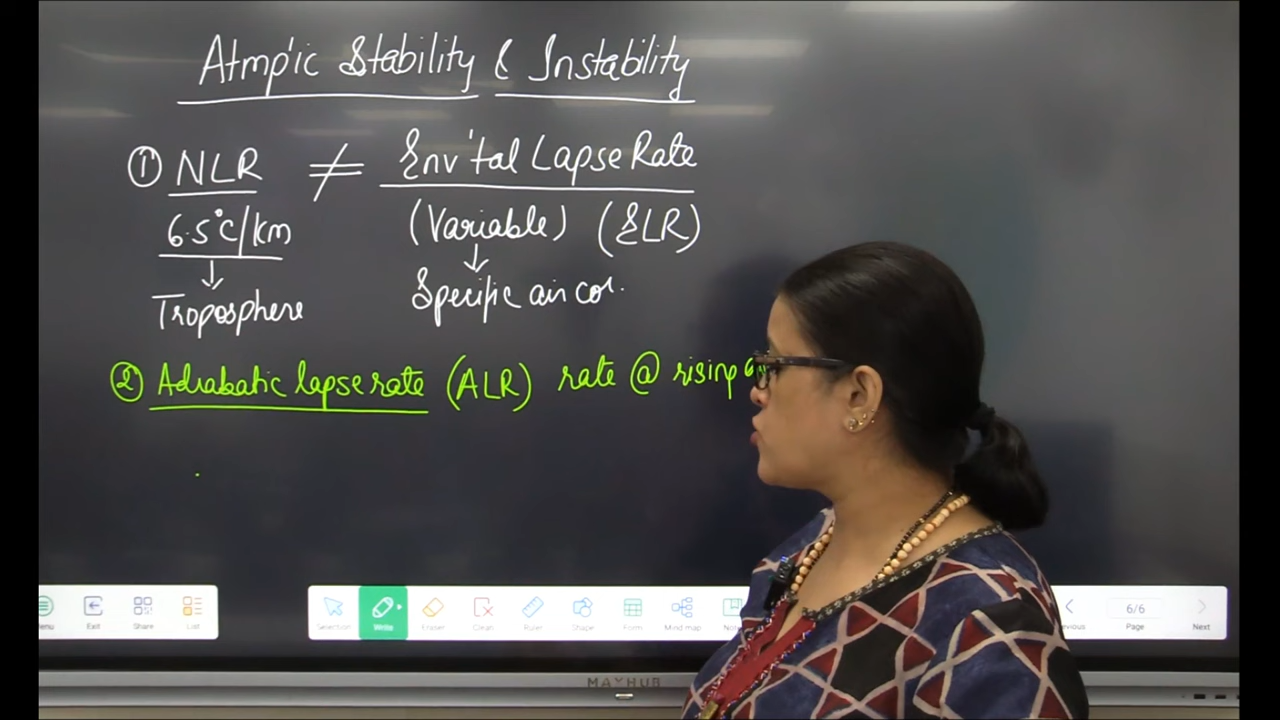 Atmp'ic Stability & Instability
① NLR ≠ Env'tal Lapse Rate
6.5°C/km (Variable) (ELR)
↓ ↓
Troposphere Specific air col.
② Adiabatic lapse rate (ALR) rate @ rising
Menu Exit Share List Selection Write Eraser Clean Ruler Shape Form Mind map 6/6 Page Next
MAYHUB